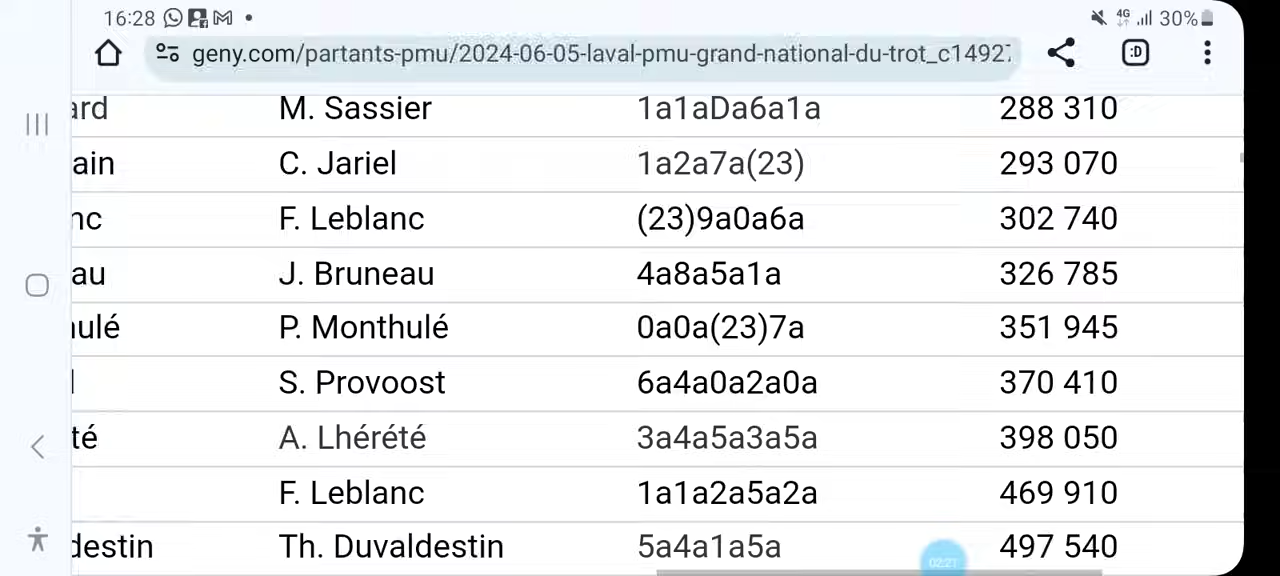 16:28 4G 30%
geny.com/partants-pmu/2024-06-05-laval-pmu-grand-national-du-trot_c1492
:D
ard M. Sassier 1a1aDa6a1a 288 310
ain C. Jariel 1a2a7a(23) 293 070
nc F. Leblanc (23)9a0a6a 302 740
au J. Bruneau 4a8a5a1a 326 785
ulé P. Monthulé 0a0a(23)7a 351 945
S. Provoost 6a4a0a2a0a 370 410
té A. Lhérété 3a4a5a3a5a 398 050
F. Leblanc 1a1a2a5a2a 469 910
destin Th. Duvaldestin 5a4a1a5a 497 540
02:21